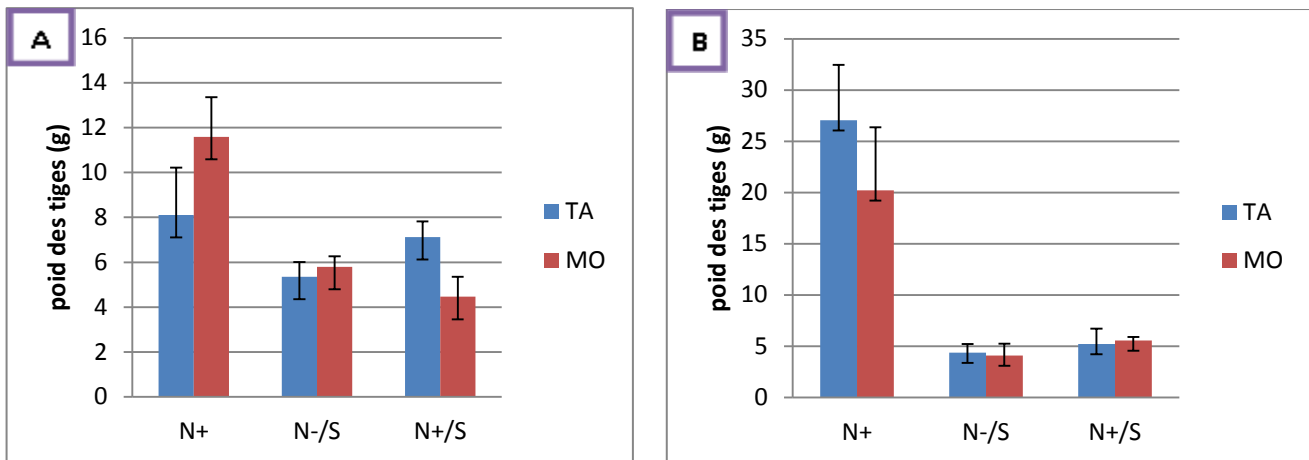 A
poid des tiges (g)
16
14
12
10
8
6
4
2
0
N+ N-/S N+/S
TA
MO
B
poid des tiges (g)
35
30
25
20
15
10
5
0
N+ N-/S N+/S
TA
MO